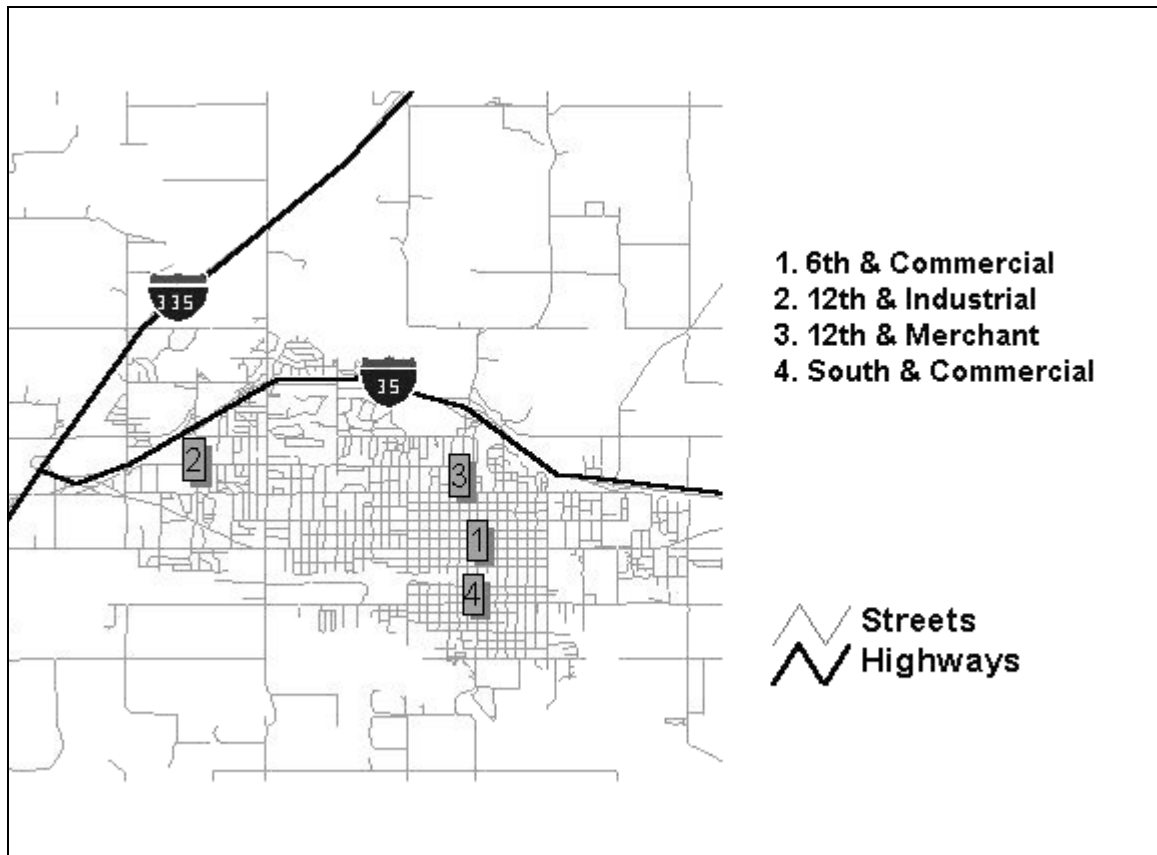 335
35
2
3
1
4
1. 6th & Commercial
2. 12th & Industrial
3. 12th & Merchant
4. South & Commercial
Streets
Highways